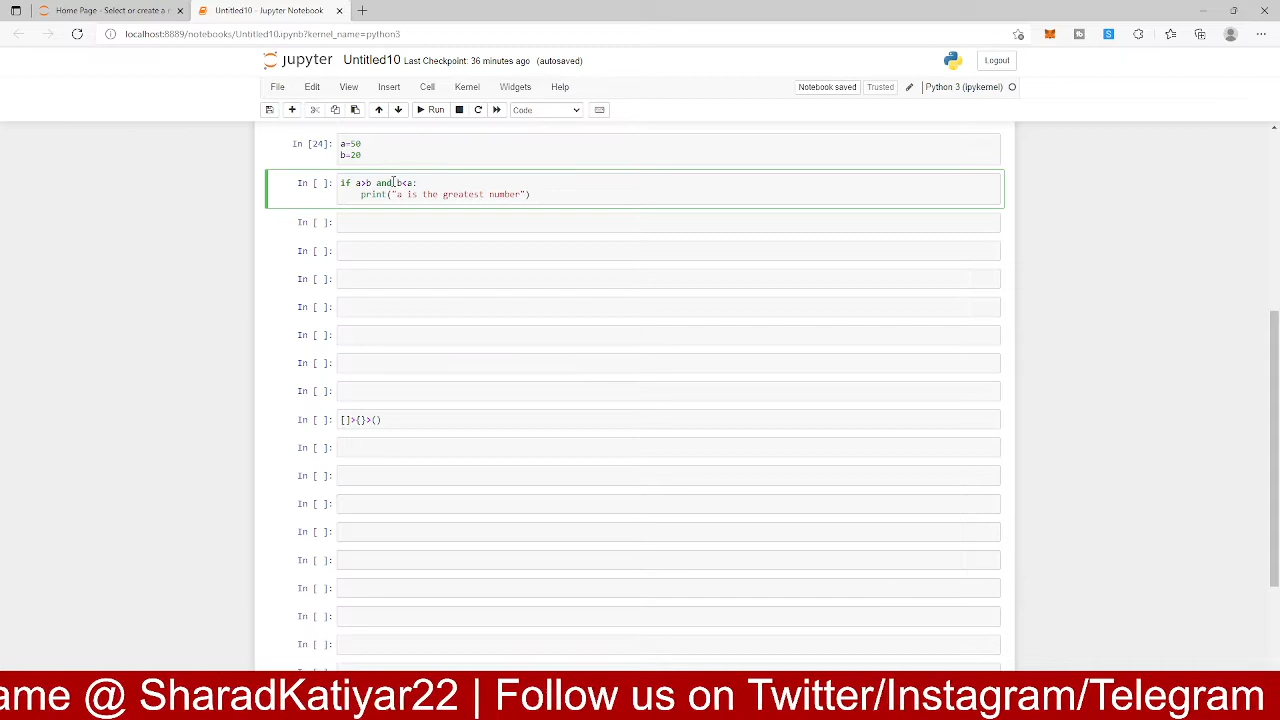 Home Page - Select or create a n
Untitled10 - Jupyter Notebook
localhost:8889/notebooks/Untitled10.ipynb?kernel_name=python3
jupyter Untitled10 Last Checkpoint: 36 minutes ago (autosaved)
Logout
File Edit View Insert Cell Kernel Widgets Help
Notebook saved Trusted Python 3 (ipykernel)
Run Code
In [24]: a=50
b=20
In [ ]: if a>b and b<a:
print("a is the greatest number")
In [ ]:
In [ ]:
In [ ]:
In [ ]:
In [ ]:
In [ ]:
In [ ]:
In [ ]: []>{}>()
In [ ]:
In [ ]:
In [ ]:
In [ ]:
In [ ]:
In [ ]:
In [ ]:
In [ ]:
ame @ SharadKatiyar22 | Follow us on Twitter/Instagram/Telegram